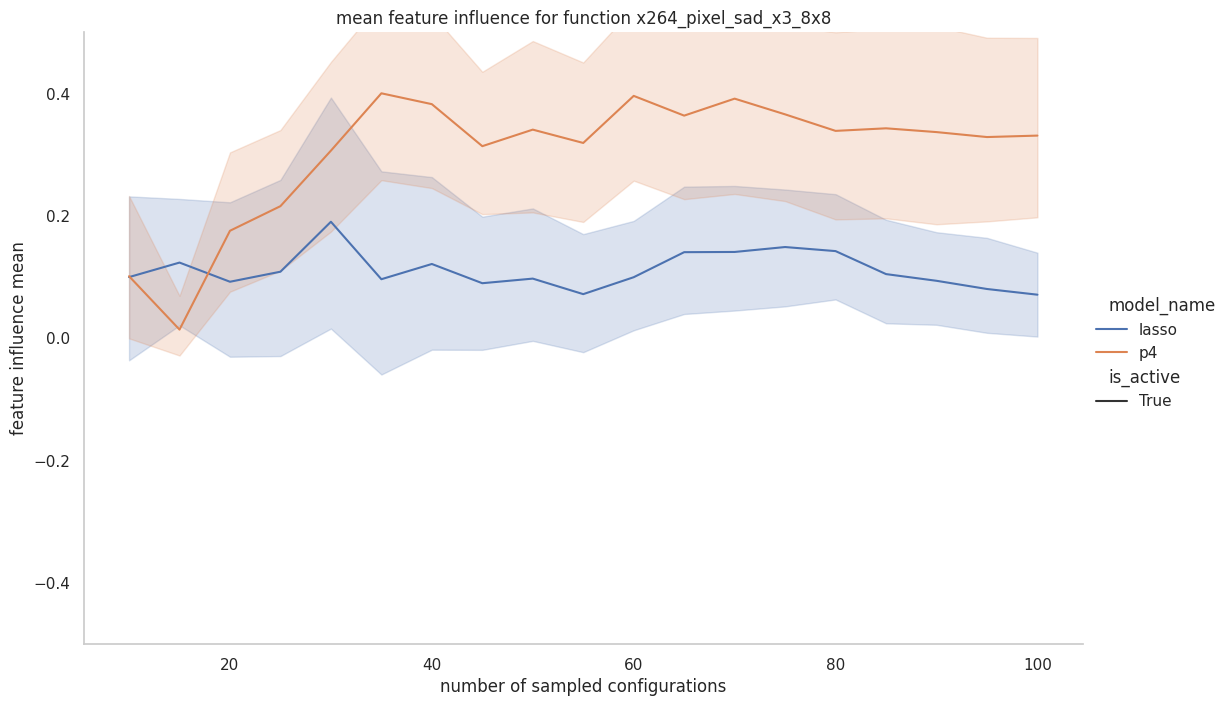 mean feature influence for function x264_pixel_sad_x3_8x8
feature influence mean
0.4
0.2
0.0
−0.2
−0.4
20
40
60
80
100
number of sampled configurations
model_name
lasso
p4
is_active
True